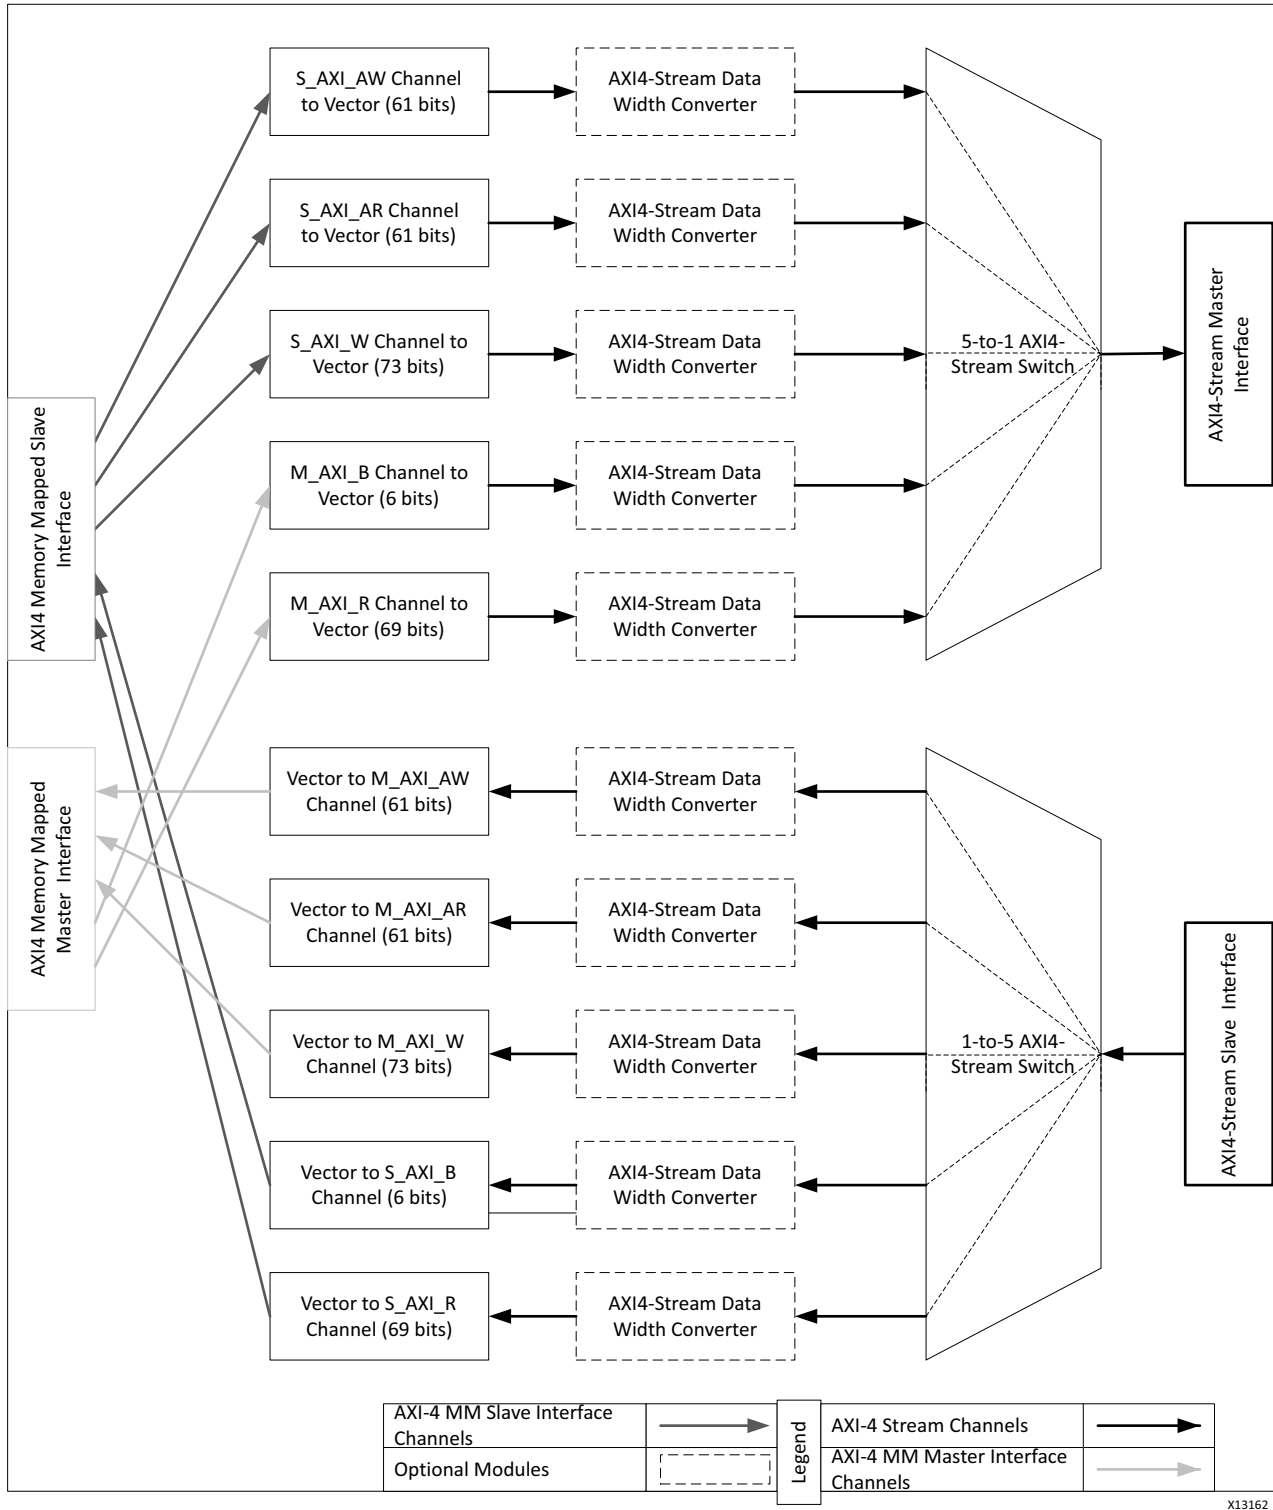 S_AXI_AW Channel
to Vector (61 bits)
AXI4-Stream Data
Width Converter
S_AXI_AR Channel
to Vector (61 bits)
AXI4-Stream Data
Width Converter
S_AXI_W Channel to
Vector (73 bits)
AXI4-Stream Data
Width Converter
5-to-1 AXI4-
Stream Switch
AXI4-Stream Master
Interface
AXI4 Memory Mapped Slave
Interface
M_AXI_B Channel to
Vector (6 bits)
AXI4-Stream Data
Width Converter
M_AXI_R Channel to
Vector (69 bits)
AXI4-Stream Data
Width Converter
AXI4 Memory Mapped
Master Interface
Vector to M_AXI_AW
Channel (61 bits)
AXI4-Stream Data
Width Converter
Vector to M_AXI_AR
Channel (61 bits)
AXI4-Stream Data
Width Converter
Vector to M_AXI_W
Channel (73 bits)
AXI4-Stream Data
Width Converter
1-to-5 AXI4-
Stream Switch
AXI4-Stream Slave Interface
Vector to S_AXI_B
Channel (6 bits)
AXI4-Stream Data
Width Converter
Vector to S_AXI_R
Channel (69 bits)
AXI4-Stream Data
Width Converter
AXI-4 MM Slave Interface
Channels
Optional Modules
Legend
AXI-4 Stream Channels
AXI-4 MM Master Interface
Channels
X13162